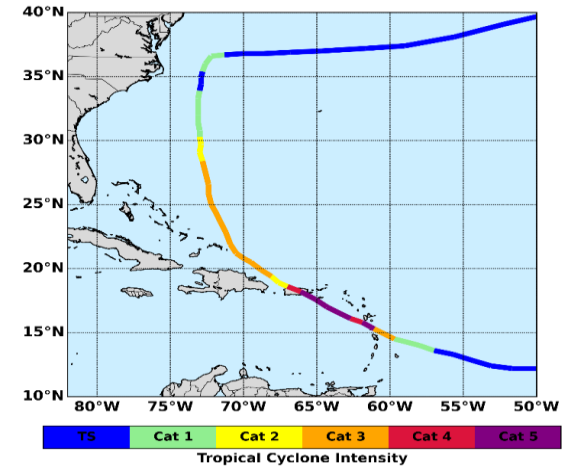 40°N
35°N
30°N
25°N
20°N
15°N
10°N
80°W 75°W 70°W 65°W 60°W 55°W 50°W
TS Cat 1 Cat 2 Cat 3 Cat 4 Cat 5
Tropical Cyclone Intensity